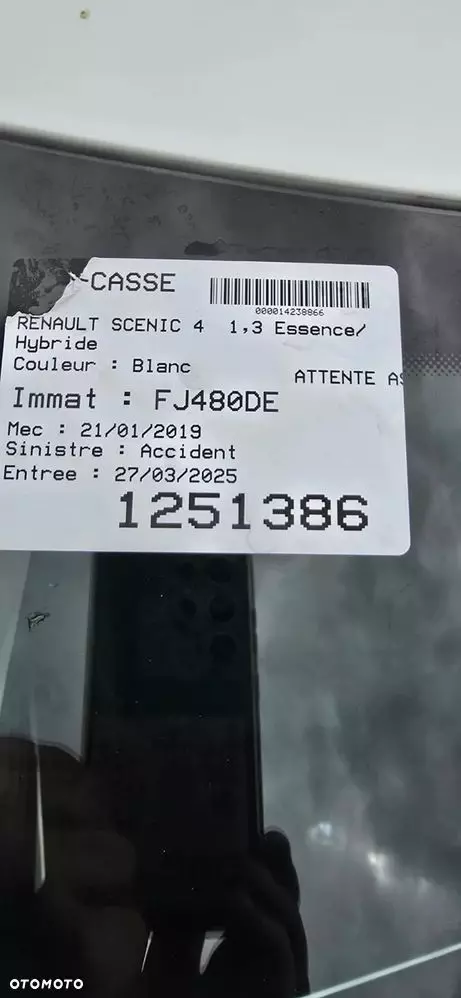 -CASSE
000014238866
RENAULT SCENIC 4 1,3 Essence/
Hybride
Couleur : Blanc
ATTENTE
Immat : FJ480DE
Mec : 21/01/2019
Sinistre : Accident
Entree : 27/03/2025
1251386
OTOMOTO